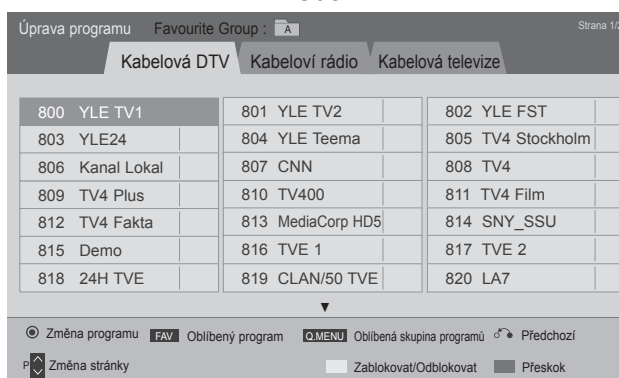 Úprava programu Favourite Group : A Strana 1/2
Kabelová DTV Kabeloví rádio Kabelová televize
800 YLE TV1 801 YLE TV2 802 YLE FST
803 YLE24 804 YLE Teema 805 TV4 Stockholm
806 Kanal Lokal 807 CNN 808 TV4
809 TV4 Plus 810 TV400 811 TV4 Film
812 TV4 Fakta 813 MediaCorp HD5 814 SNY_SSU
815 Demo 816 TVE 1 817 TVE 2
818 24H TVE 819 CLAN/50 TVE 820 LA7
▼
Změna programu FAV Oblíbený program Q.MENU Oblíbená skupina programů Předchozí
P Změna stránky Zablokovat/Odblokovat Přeskok